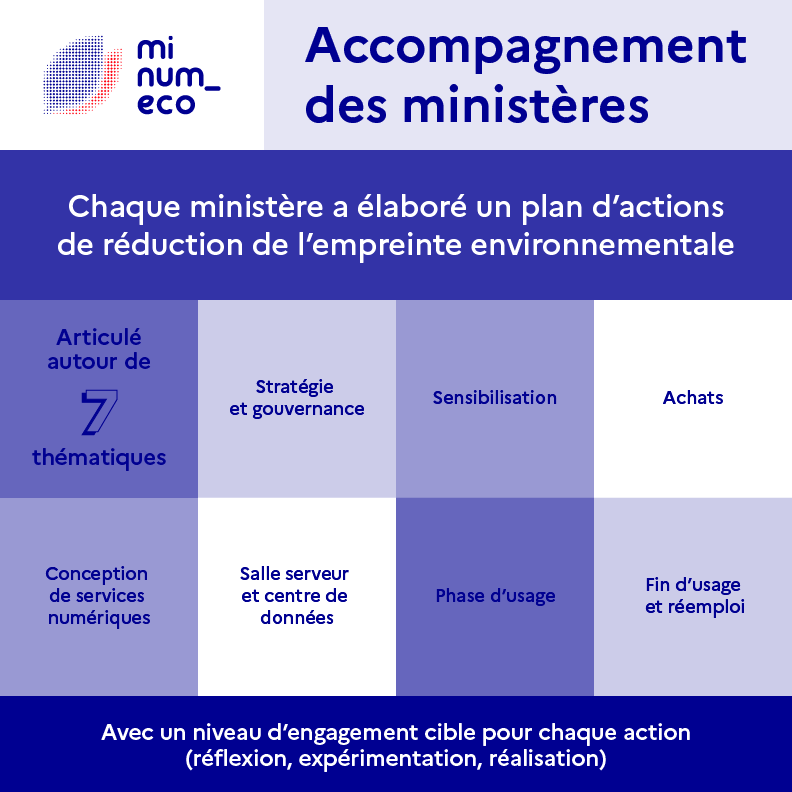 mi
num_
eco
Accompagnement
des ministères
Chaque ministère a élaboré un plan d’actions
de réduction de l’empreinte environnementale
Articulé
autour de
7
thématiques
Stratégie
et gouvernance
Sensibilisation
Achats
Conception
de services
numériques
Salle serveur
et centre de
données
Phase d’usage
Fin d’usage
et réemploi
Avec un niveau d’engagement cible pour chaque action
(réflexion, expérimentation, réalisation)